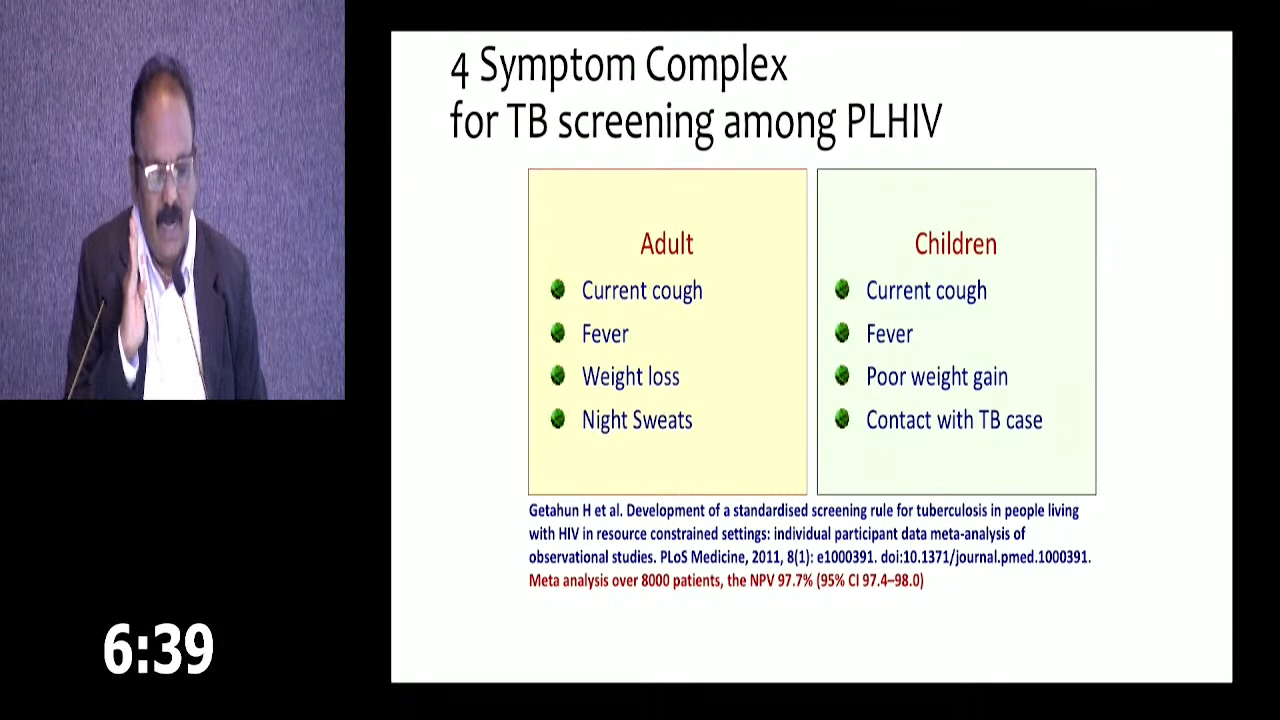 4 Symptom Complex
for TB screening among PLHIV
Adult
Current cough
Fever
Weight loss
Night Sweats
Children
Current cough
Fever
Poor weight gain
Contact with TB case
Getahun H et al. Development of a standardised screening rule for tuberculosis in people living
with HIV in resource constrained settings: individual participant data meta-analysis of
observational studies. PLoS Medicine, 2011, 8(1): e1000391. doi:10.1371/journal.pmed.1000391.
Meta analysis over 8000 patients, the NPV 97.7% (95% CI 97.4–98.0)
6:39